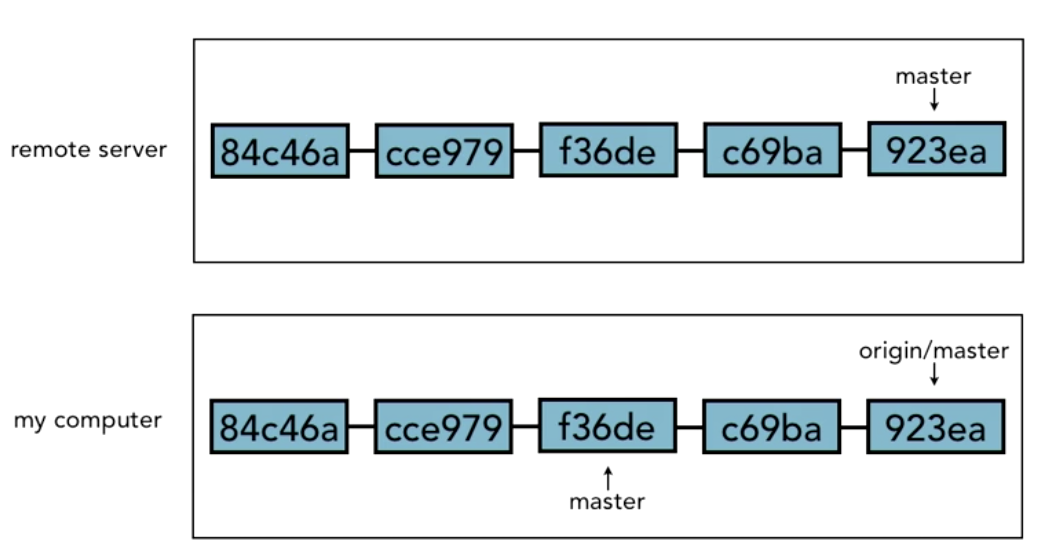 master
remote server
84c46a
cce979
f36de
c69ba
923ea
origin/master
my computer
84c46a
cce979
f36de
c69ba
923ea
master